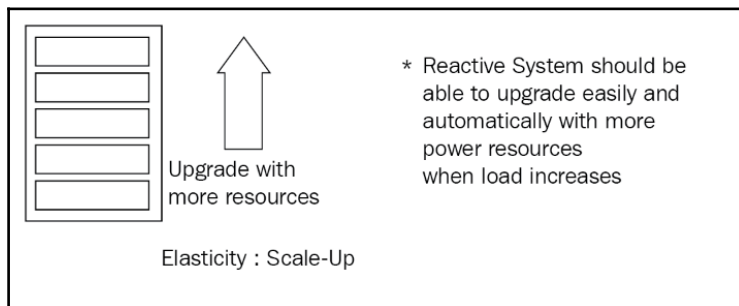 Upgrade with
more resources
* Reactive System should be
able to upgrade easily and
automatically with more
power resources
when load increases
Elasticity : Scale-Up